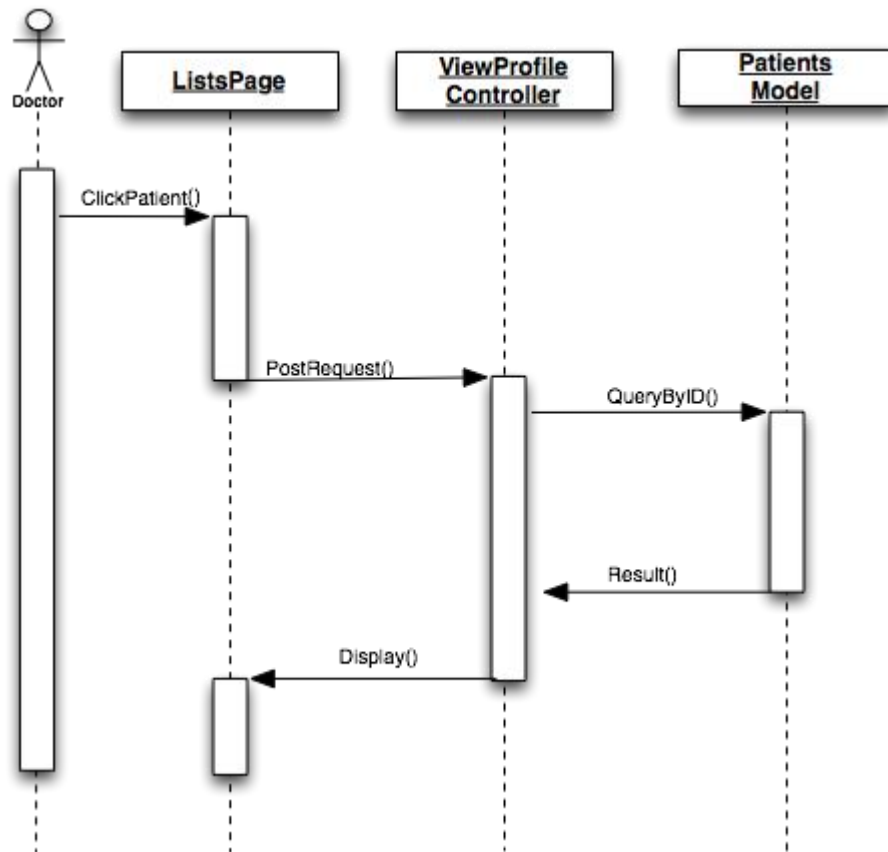 Doctor
ListsPage
ViewProfile
Controller
Patients
Model
ClickPatient()
PostRequest()
QueryByID()
Result()
Display()